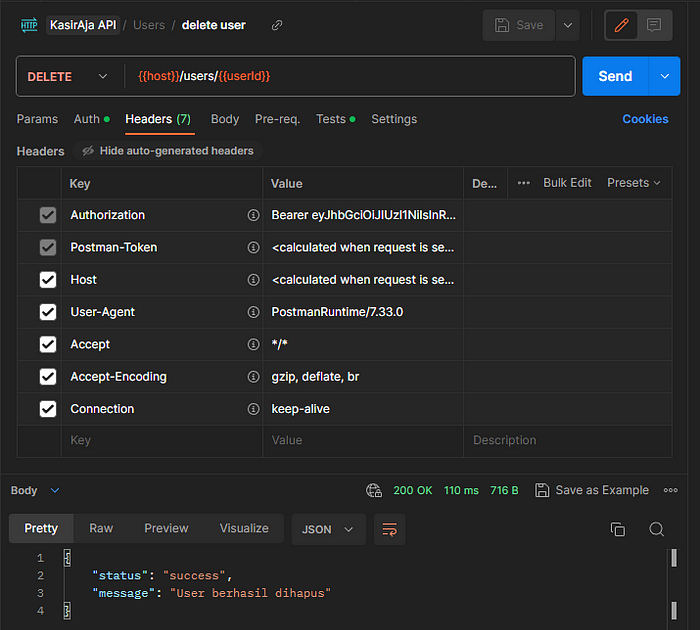 HTTP KasirAja API / Users / delete user Save
DELETE {{host}}/users/{{userId}} Send
Params Auth Headers (7) Body Pre-req. Tests Settings Cookies
Headers Hide auto-generated headers
Key Value De... Bulk Edit Presets
Authorization Bearer eyJhbGciOiJIUzI1NiIsInR...
Postman-Token <calculated when request is se...
Host <calculated when request is se...
User-Agent PostmanRuntime/7.33.0
Accept */*
Accept-Encoding gzip, deflate, br
Connection keep-alive
Key Value Description
Body 200 OK 110 ms 716 B Save as Example
Pretty Raw Preview Visualize JSON
1 {
2 "status": "success",
3 "message": "User berhasil dihapus"
4 }